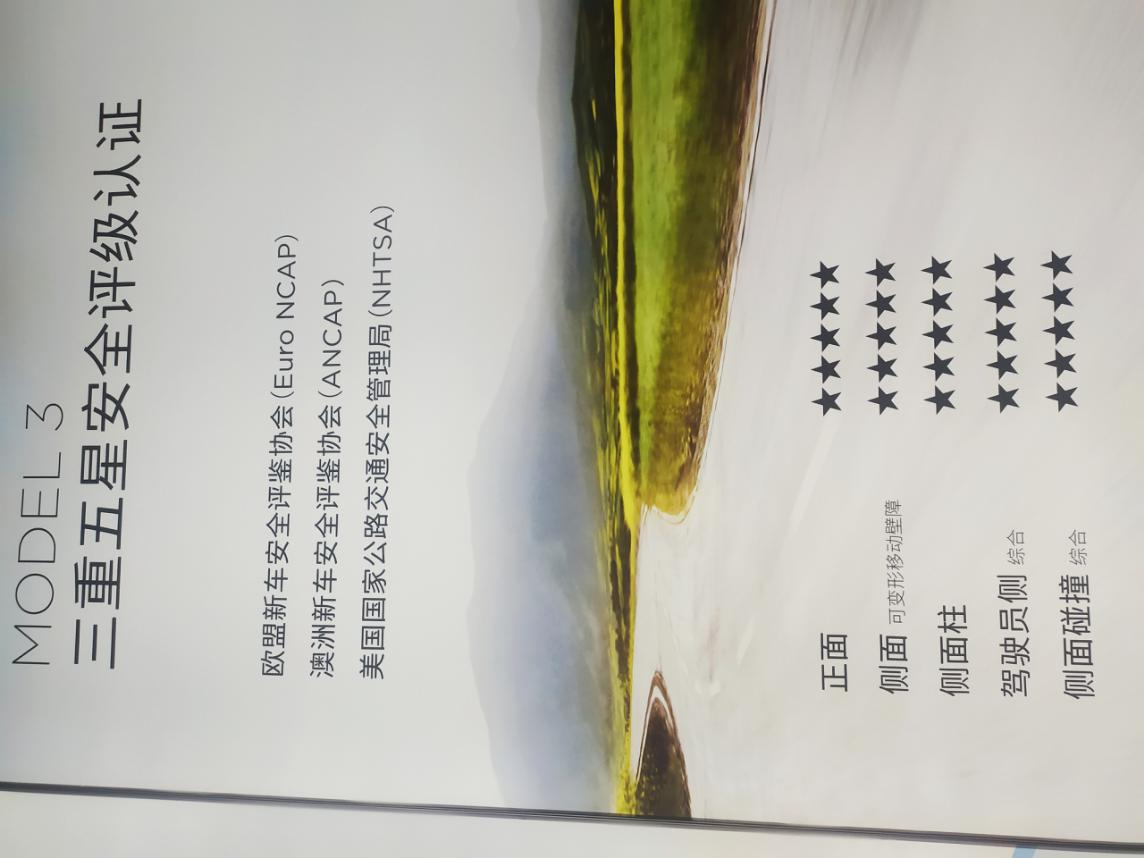 MODEL 3
三重五星安全评级认证
欧盟新车安全评鉴协会(Euro NCAP)
澳洲新车安全评鉴协会(ANCAP)
美国国家公路交通安全管理局(NHTSA)
正面 ★★★★★
侧面 可变形移动壁障 ★★★★★
侧面柱 ★★★★★
驾驶员侧 综合 ★★★★★
侧面碰撞 综合 ★★★★★